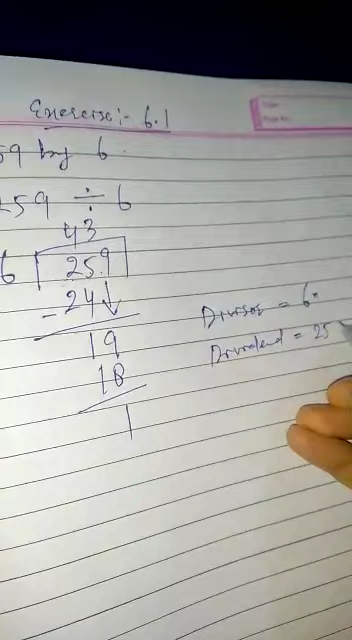 Exercise:- 6.1
59 by 6
259 ÷ 6
43
6 259
- 24↓
19
18
1
Divisor = 6
Dividend = 25